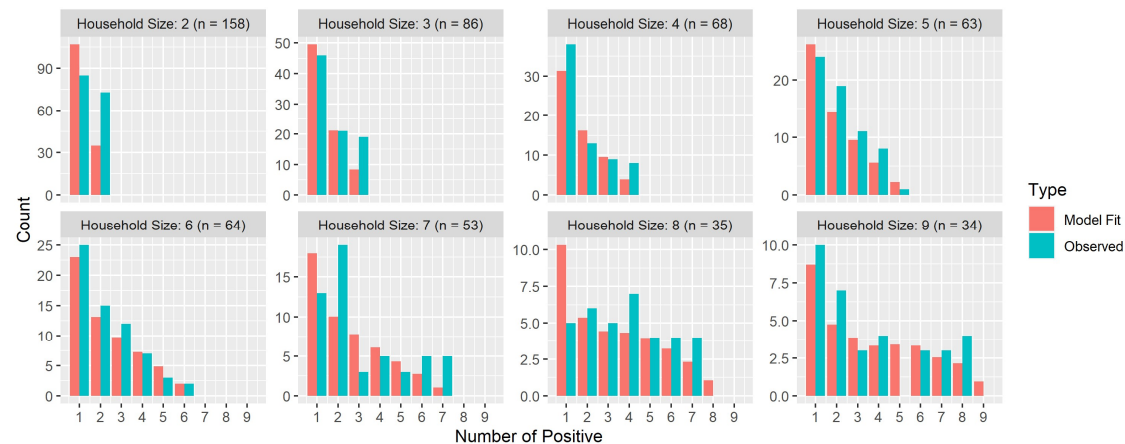 Household Size: 2 (n = 158)
Household Size: 3 (n = 86)
Household Size: 4 (n = 68)
Household Size: 5 (n = 63)
90
60
30
0
50
40
30
20
10
0
30
20
10
0
20
10
0
Household Size: 6 (n = 64)
Household Size: 7 (n = 53)
Household Size: 8 (n = 35)
Household Size: 9 (n = 34)
25
20
15
10
5
0
15
10
5
0
10.0
7.5
5.0
2.5
0.0
10.0
7.5
5.0
2.5
0.0
1 2 3 4 5 6 7 8 9
1 2 3 4 5 6 7 8 9
1 2 3 4 5 6 7 8 9
1 2 3 4 5 6 7 8 9
Count
Number of Positive
Type
Model Fit
Observed